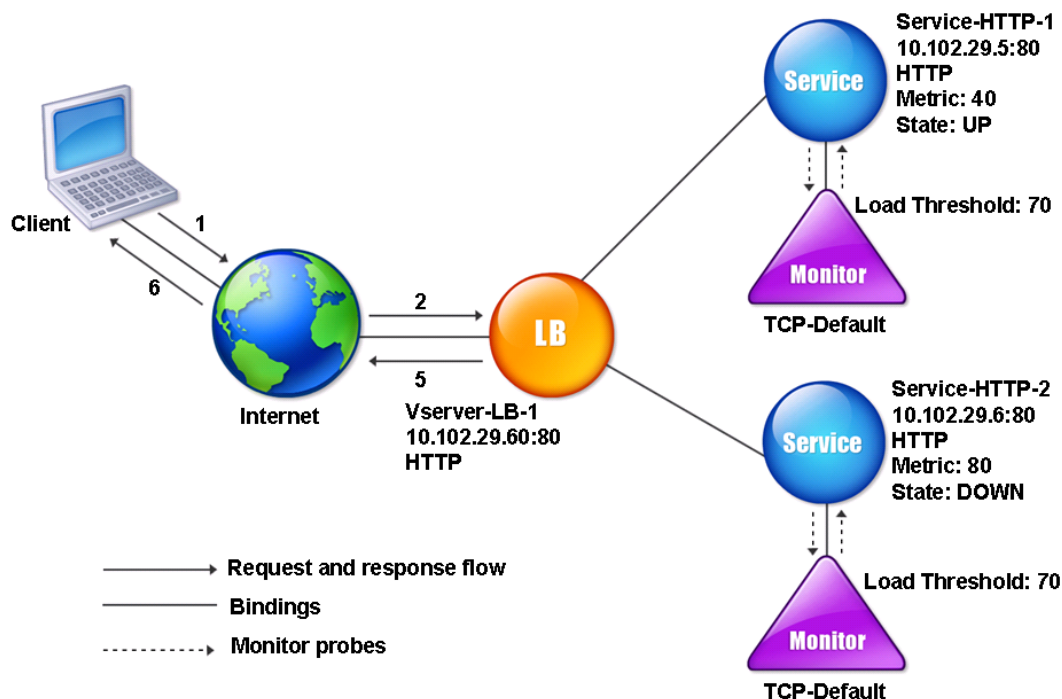 Service-HTTP-1
10.102.29.5:80
HTTP
Metric: 40
State: UP
Service
Load Threshold: 70
Monitor
TCP-Default
Client
1
6
2
5
LB
Internet
Vserver-LB-1
10.102.29.60:80
HTTP
Service-HTTP-2
10.102.29.6:80
HTTP
Metric: 80
State: DOWN
Service
Load Threshold: 70
Monitor
TCP-Default
Request and response flow
Bindings
Monitor probes